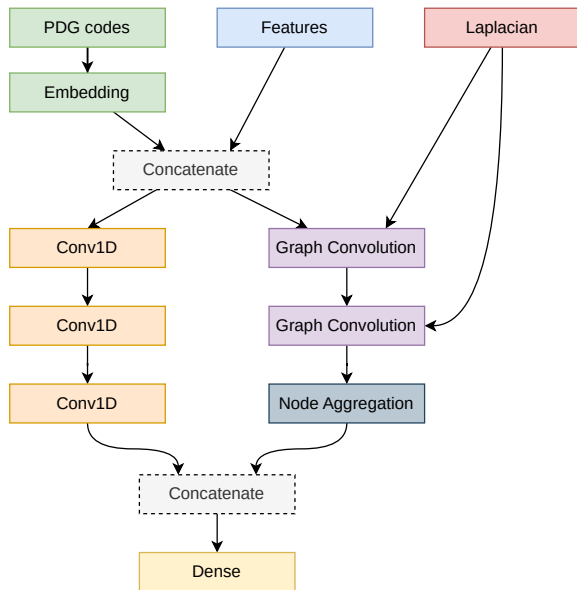 PDG codes
Features
Laplacian
Embedding
Concatenate
Conv1D
Graph Convolution
Conv1D
Graph Convolution
Conv1D
Node Aggregation
Concatenate
Dense